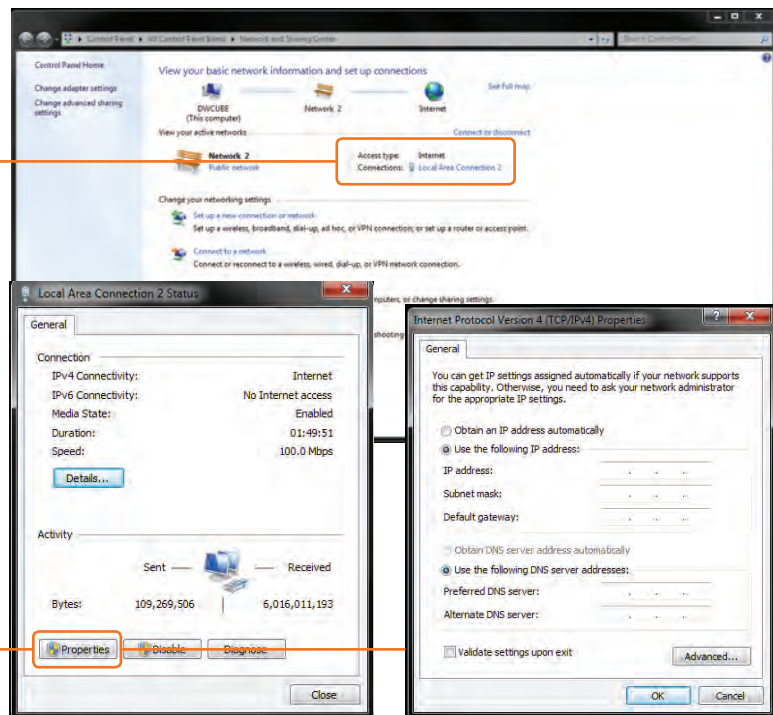 Control Panel ▸ All Control Panel Items ▸ Network and Sharing Center
Search Control Panel
Control Panel Home
Change adapter settings
Change advanced sharing
settings
View your basic network information and set up connections
See full map
DWCUBE
(This computer)
Network 2
Internet
View your active networks
Connect or disconnect
Network 2
Public network
Access type: Internet
Connections: Local Area Connection 2
Change your networking settings
Set up a new connection or network
Set up a wireless, broadband, dial-up, ad hoc, or VPN connection; or set up a router or access point.
Connect to a network
Connect or reconnect to a wireless, wired, dial-up, or VPN network connection.
or change sharing settings.
Local Area Connection 2 Status
General
Connection
IPv4 Connectivity: Internet
IPv6 Connectivity: No Internet access
Media State: Enabled
Duration: 01:49:51
Speed: 100.0 Mbps
Details...
Activity
Sent
Received
Bytes: 109,269,506 6,016,011,193
Properties
Disable
Diagnose
Close
Internet Protocol Version 4 (TCP/IPv4) Properties
General
You can get IP settings assigned automatically if your network supports
this capability. Otherwise, you need to ask your network administrator
for the appropriate IP settings.
Obtain an IP address automatically
Use the following IP address:
IP address:
Subnet mask:
Default gateway:
Obtain DNS server address automatically
Use the following DNS server addresses:
Preferred DNS server:
Alternate DNS server:
Validate settings upon exit
Advanced...
OK
Cancel